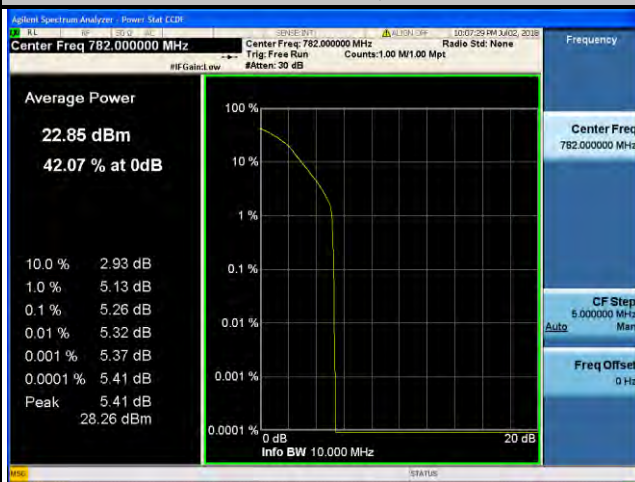 Agilent Spectrum Analyzer - Power Stat CCDF
RL RF 50 Ω AC SENSE:INT ALIGN OFF 10:07:29 PM Jul 02, 2018
Center Freq 782.000000 MHz
Center Freq: 782.000000 MHz Radio Std: None
Trig: Free Run Counts:1.00 M/1.00 Mpt
#IFGain:Low #Atten: 30 dB
Frequency
Average Power
22.85 dBm
42.07 % at 0dB
10.0 % 2.93 dB
1.0 % 5.13 dB
0.1 % 5.26 dB
0.01 % 5.32 dB
0.001 % 5.37 dB
0.0001 % 5.41 dB
Peak 5.41 dB
28.26 dBm
100 %
10 %
1 %
0.1 %
0.01 %
0.001 %
0.0001 %
0 dB 20 dB
Info BW 10.000 MHz
Center Freq
782.000000 MHz
CF Step
5.000000 MHz
Auto Man
Freq Offset
0 Hz
MSG STATUS